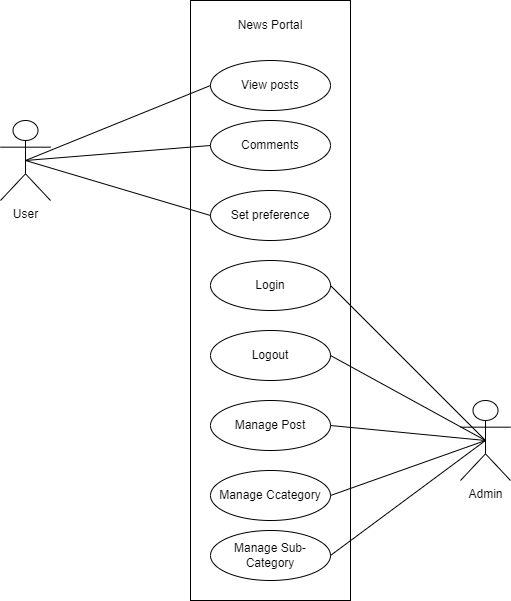 News Portal
View posts
Comments
User
Set preference
Login
Logout
Manage Post
Manage Ccategory
Admin
Manage Sub-
Category